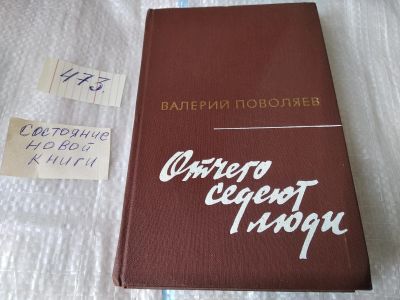 473.
СОСТОЯНИЕ
НОВОЙ
КНИГИ
ВАЛЕРИЙ ПОВОЛЯЕВ
Отчего
седеют
люди